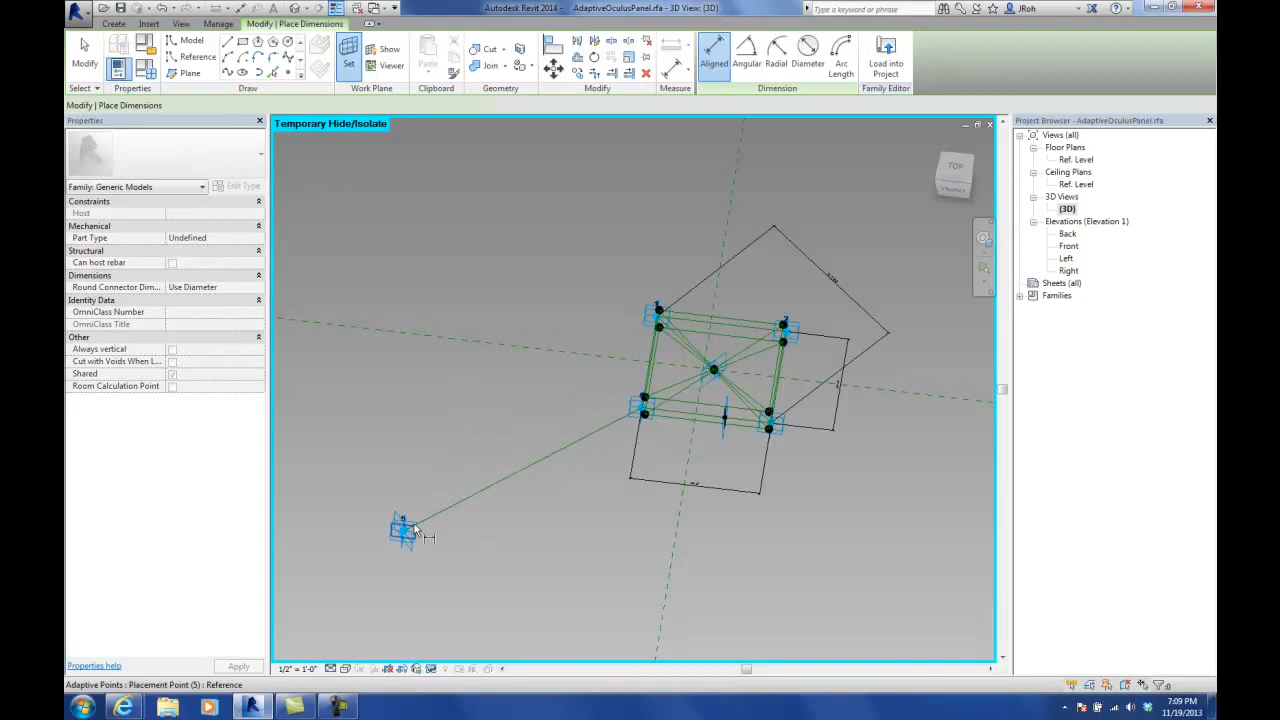 Autodesk Revit 2014 - AdaptiveOculusPanel.rfa - 3D View: {3D}
Type a keyword or phrase
JRoh
Create Insert View Manage Modify | Place Dimensions
Modify
Model
Reference
Plane
Set
Show
Viewer
Paste
Cut
Join
Aligned Angular Radial Diameter Arc Length
Load into Project
Select Properties Draw Work Plane Clipboard Geometry Modify Measure Dimension Family Editor
Modify | Place Dimensions
Properties
Family: Generic Models
Edit Type
Constraints
Host
Mechanical
Part Type Undefined
Structural
Can host rebar
Dimensions
Round Connector Dim... Use Diameter
Identity Data
OmniClass Number
OmniClass Title
Other
Always vertical
Cut with Voids When L...
Shared
Room Calculation Point
Properties help
Apply
Temporary Hide/Isolate
TOP
FRONT
1
2
5
1/2" = 1'-0"
Project Browser - AdaptiveOculusPanel.rfa
Views (all)
Floor Plans
Ref. Level
Ceiling Plans
Ref. Level
3D Views
{3D}
Elevations (Elevation 1)
Back
Front
Left
Right
Sheets (all)
Families
Adaptive Points : Placement Point (5) : Reference
:0
7:09 PM
11/19/2013